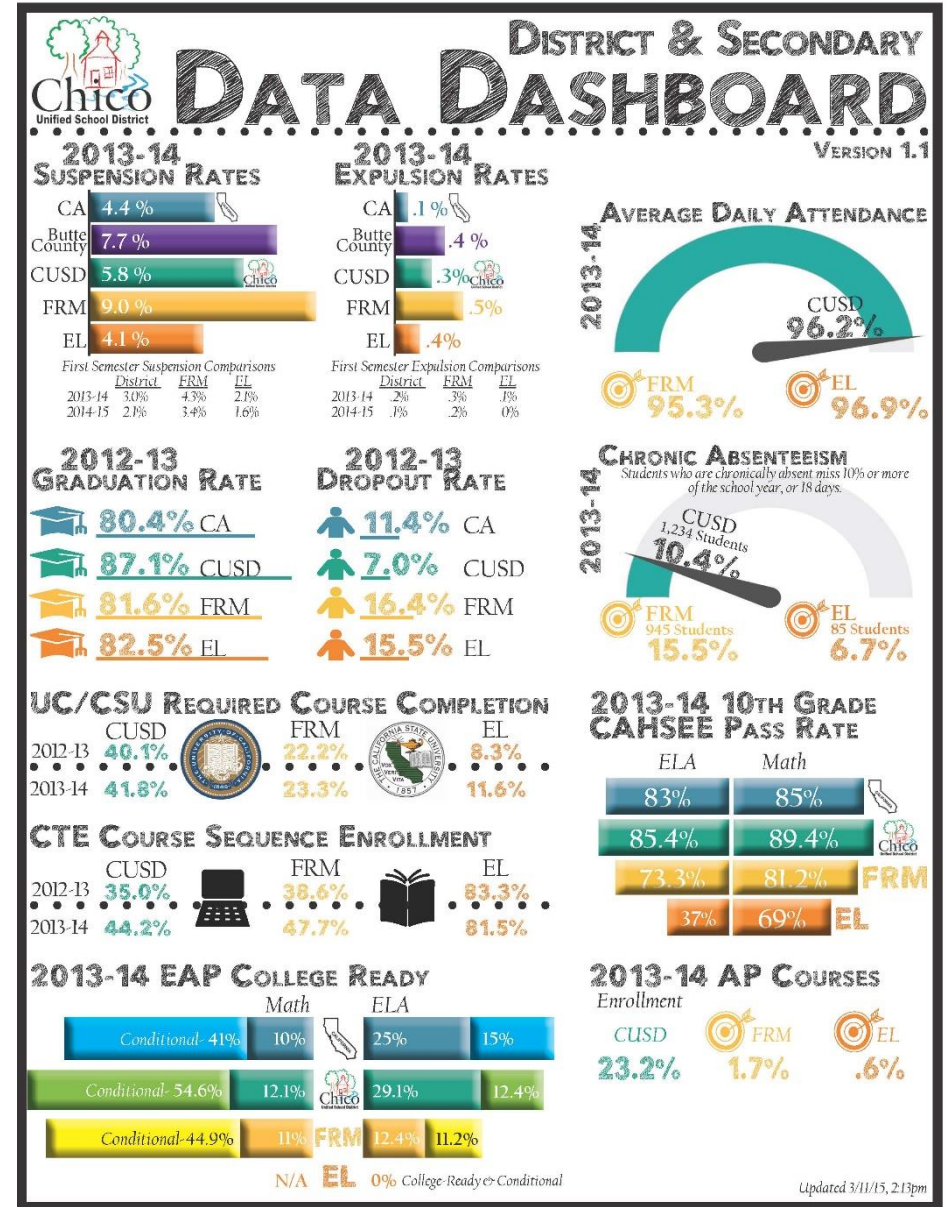 Chico
Unified School District
DISTRICT & SECONDARY
DATA DASHBOARD
VERSION 1.1
2013-14
SUSPENSION RATES
CA 4.4 %
Butte County 7.7 %
CUSD 5.8 %
Chico
FRM 9.0 %
EL 4.1 %
First Semester Suspension Comparisons
District FRM EL
2013-14 3.0% 4.3% 2.1%
2014-15 2.1% 3.4% 1.6%
2013-14
EXPULSION RATES
CA .1 %
Butte County .4 %
CUSD .3%
Chico
FRM .5%
EL .4%
First Semester Expulsion Comparisons
District FRM EL
2013-14 .2% .3% .1%
2014-15 .1% .2% 0%
AVERAGE DAILY ATTENDANCE
2013-14
CUSD
96.2%
FRM
95.3%
EL
96.9%
2012-13
GRADUATION RATE
80.4% CA
87.1% CUSD
81.6% FRM
82.5% EL
2012-13
DROPOUT RATE
11.4% CA
7.0% CUSD
16.4% FRM
15.5% EL
CHRONIC ABSENTEEISM
Students who are chronically absent miss 10% or more
of the school year, or 18 days.
2013-14
CUSD
1,234 Students
10.4%
FRM
945 Students
15.5%
EL
85 Students
6.7%
UC/CSU REQUIRED COURSE COMPLETION
CUSD FRM EL
2012-13 40.1% 22.2% 8.3%
2013-14 41.8% 23.3% 11.6%
THE CALIFORNIA STATE UNIVERSITY
1857
CTE COURSE SEQUENCE ENROLLMENT
CUSD FRM EL
2012-13 35.0% 38.6% 83.3%
2013-14 44.2% 47.7% 81.5%
2013-14 10TH GRADE
CAHSEE PASS RATE
ELA Math
83% 85%
85.4% 89.4% Chico
73.3% 81.2% FRM
37% 69% EL
2013-14 EAP COLLEGE READY
Math ELA
Conditional- 41% 10% 25% 15%
Conditional- 54.6% 12.1% Chico 29.1% 12.4%
Conditional-44.9% 11% FRM 12.4% 11.2%
N/A EL 0% College-Ready & Conditional
2013-14 AP COURSES
Enrollment
CUSD FRM EL
23.2% 1.7% .6%
Updated 3/11/15, 2:13pm